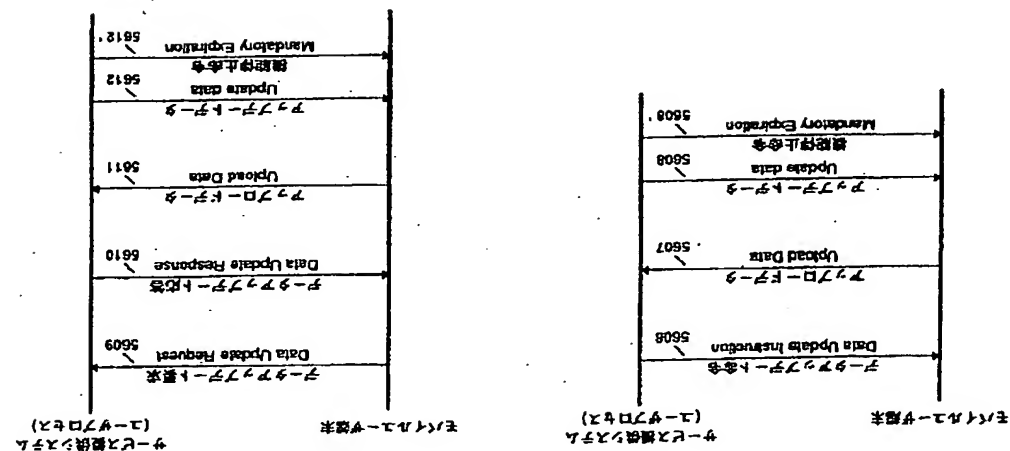 モバイルユーザ端末
サービス提供システム
(ユーザプロセス)
データアップデート命令
Data Update Instruction
5606
アップロードデータ
Upload Data
5607
アップデートデータ
Update data
5608
機能停止命令
Mandatory Expiration
5608'
モバイルユーザ端末
サービス提供システム
(ユーザプロセス)
データアップデート要求
Data Update Request
5609
データアップデート応答
Data Update Response
5610
アップロードデータ
Upload Data
5611
アップデートデータ
Update data
5612
機能停止命令
Mandatory Expiration
5612'